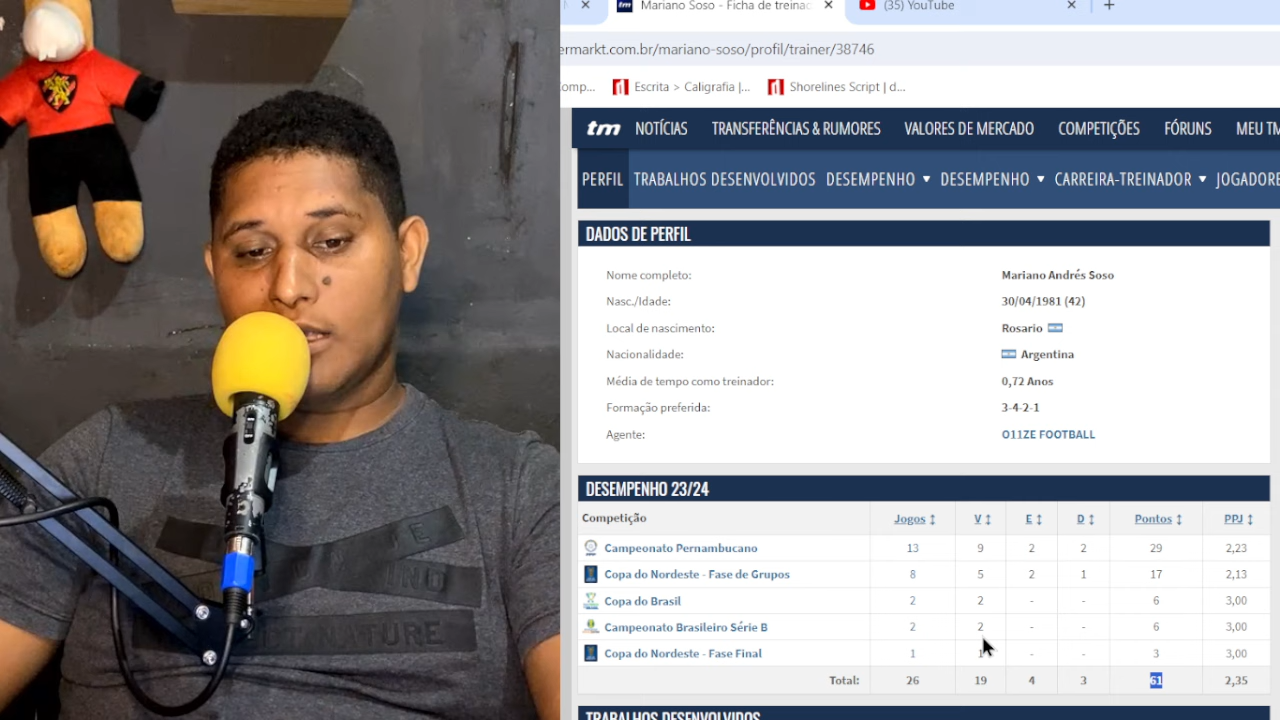 Mariano Soso - Ficha de treinac
(35) YouTube
ermarkt.com.br/mariano-soso/profil/trainer/38746
Comp...
Escrita > Caligrafia |...
Shorelines Script | d...
tm
NOTÍCIAS
TRANSFERÊNCIAS & RUMORES
VALORES DE MERCADO
COMPETIÇÕES
FÓRUNS
MEU TM
PERFIL
TRABALHOS DESENVOLVIDOS
DESEMPENHO
DESEMPENHO
CARREIRA-TREINADOR
JOGADORE
DADOS DE PERFIL
Nome completo: Mariano Andrés Soso
Nasc./Idade: 30/04/1981 (42)
Local de nascimento: Rosario
Nacionalidade: Argentina
Média de tempo como treinador: 0,72 Anos
Formação preferida: 3-4-2-1
Agente: O11ZE FOOTBALL
DESEMPENHO 23/24
Competição Jogos V E D Pontos PPJ
Campeonato Pernambucano 13 9 2 2 29 2,23
Copa do Nordeste - Fase de Grupos 8 5 2 1 17 2,13
Copa do Brasil 2 2 - - 6 3,00
Campeonato Brasileiro Série B 2 2 - - 6 3,00
Copa do Nordeste - Fase Final 1 1 - - 3 3,00
Total: 26 19 4 3 61 2,35
TRABALHOS DESENVOLVIDOS